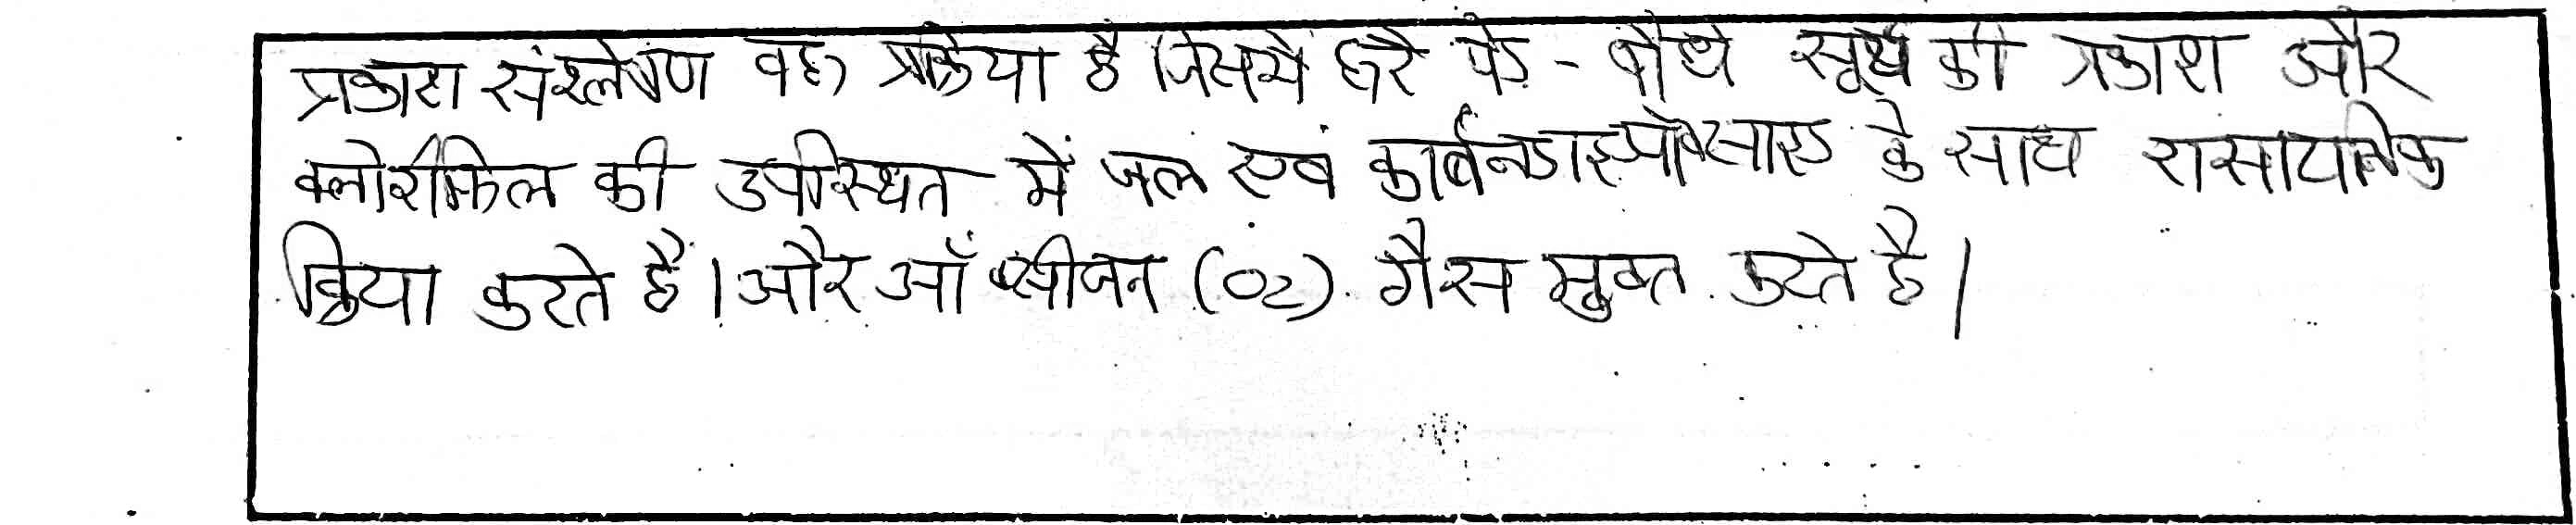 प्रकाश संश्लेषण वह प्रक्रिया है जिसमें हरे पेड़ - पौधे सूर्य की प्रकाश और
क्लोरोफिल की उपस्थित में जल एवं कार्बनडाइऑक्साइड के साथ रासायनिक
क्रिया करते हैं। और ऑक्सीजन (O2) गैस मुक्त करते है।